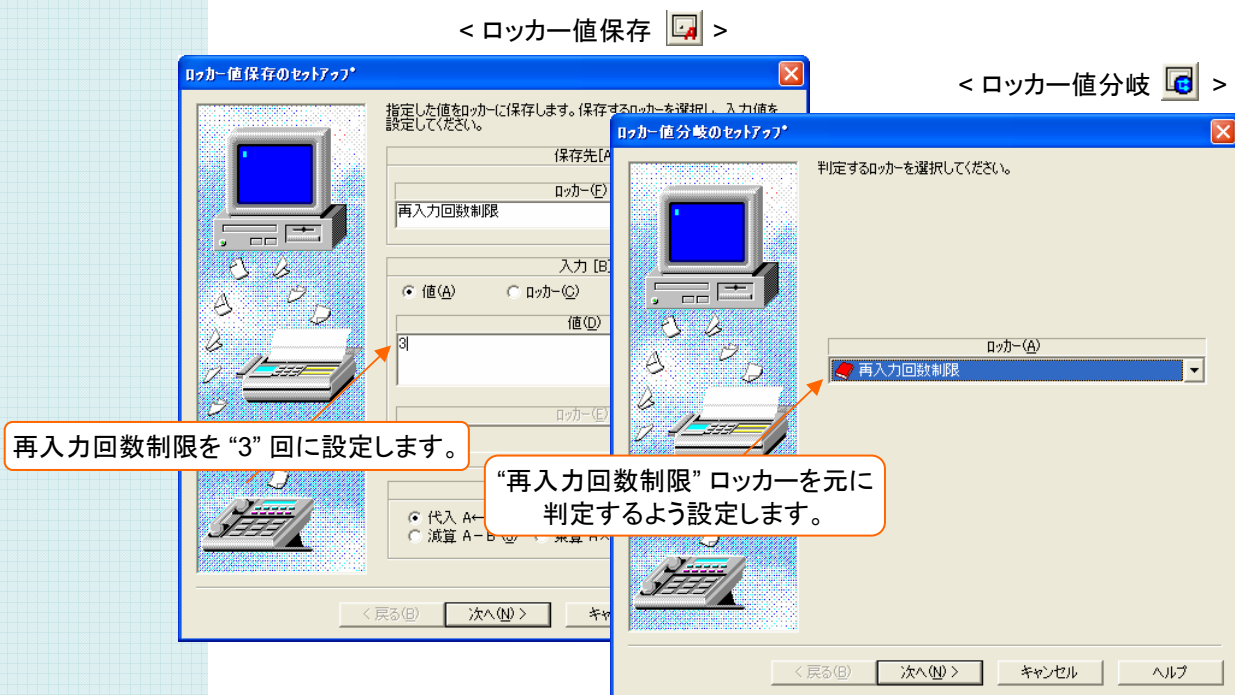 < ロッカー値保存 >
ロッカー値保存のセットアップ
指定した値をロッカーに保存します。保存するロッカーを選択し、入力値を
設定してください。
保存先[A
ロッカー(F)
再入力回数制限
入力 [B]
値(A) ロッカー(C)
値(D)
3
ロッカー(E)
再入力回数制限を “3” 回に設定します。
代入 A←
減算 A-B
< 戻る(B) 次へ(N) > キャ
< ロッカー値分岐 >
ロッカー値分岐のセットアップ
判定するロッカーを選択してください。
ロッカー(A)
再入力回数制限
“再入力回数制限” ロッカーを元に
判定するよう設定します。
< 戻る(B) 次へ(N) > キャンセル ヘルプ